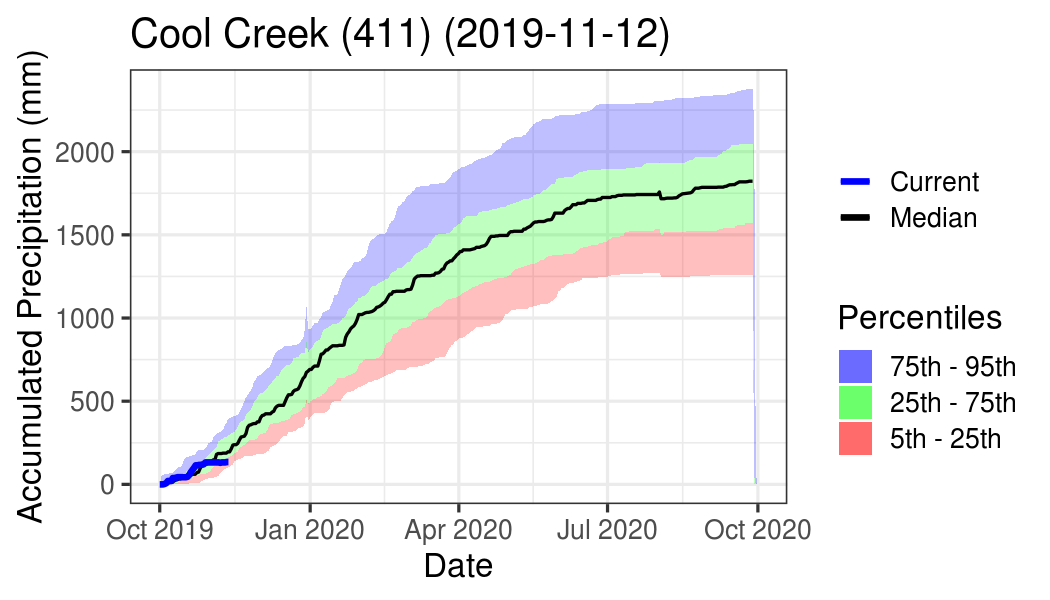 Cool Creek (411) (2019-11-12)
Accumulated Precipitation (mm)
2000
1500
1000
500
0
Oct 2019 Jan 2020 Apr 2020 Jul 2020 Oct 2020
Date
Current
Median
Percentiles
75th - 95th
25th - 75th
5th - 25th